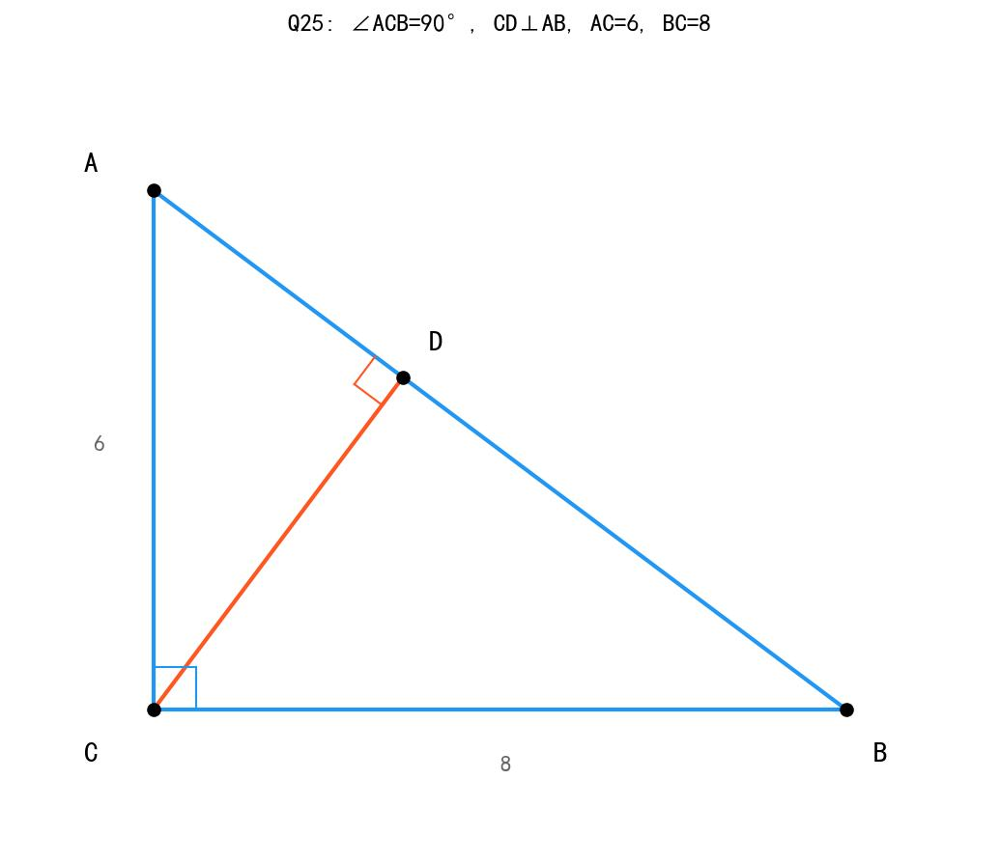 Q25: ∠ACB=90°, CD⊥AB, AC=6, BC=8
A
D
6
C
B
8